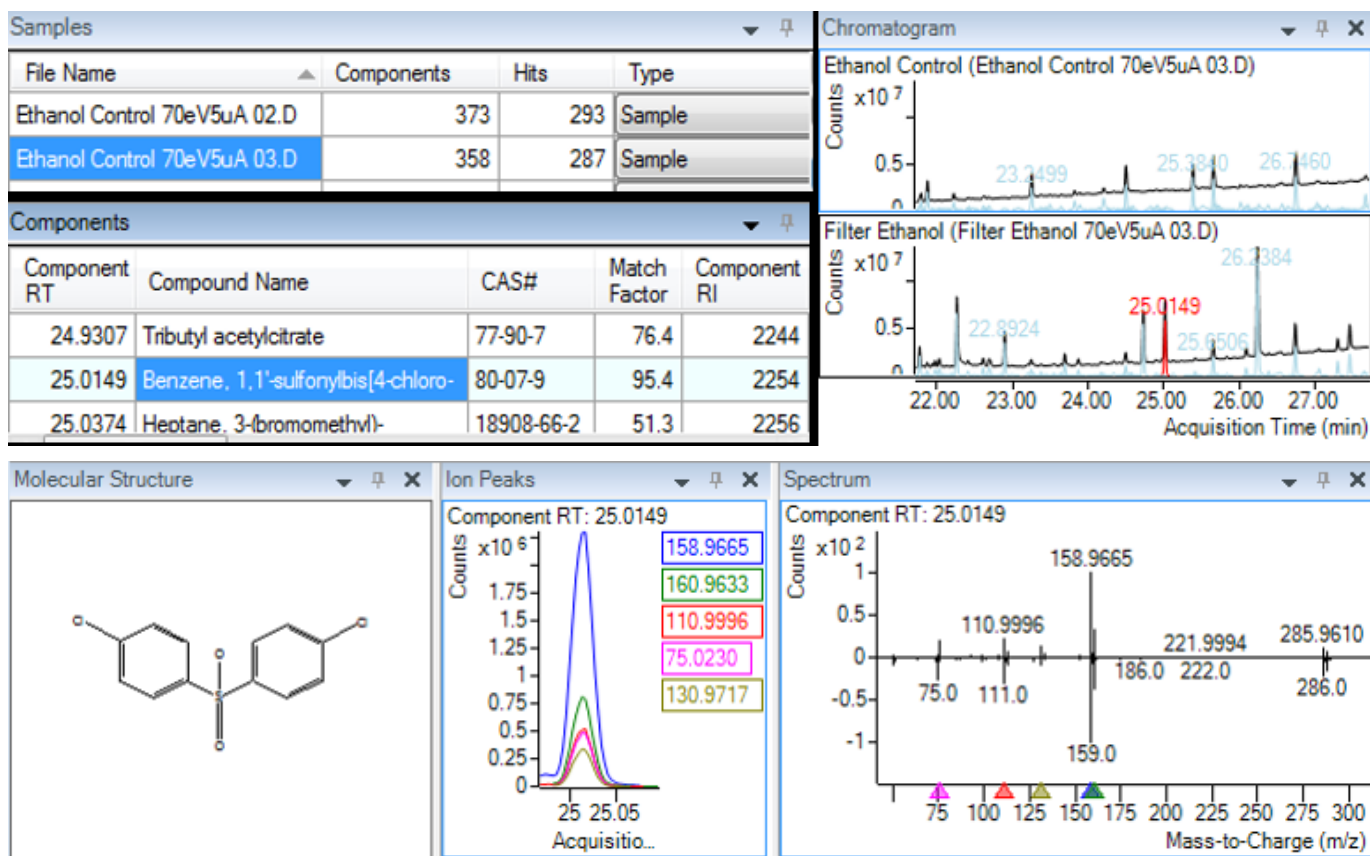 Samples
File Name Components Hits Type
Ethanol Control 70eV5uA 02.D 373 293 Sample
Ethanol Control 70eV5uA 03.D 358 287 Sample
Components
Component RT Compound Name CAS# Match Factor Component RI
24.9307 Tributyl acetylcitrate 77-90-7 76.4 2244
25.0149 Benzene, 1,1'-sulfonylbis[4-chloro- 80-07-9 95.4 2254
25.0374 Heptane, 3-(bromomethyl)- 18908-66-2 51.3 2256
Chromatogram
Ethanol Control (Ethanol Control 70eV5uA 03.D)
Counts
x10 7
0.5
0
23.2499
25.3840
26.7460
Filter Ethanol (Filter Ethanol 70eV5uA 03.D)
Counts
x10 7
0.5
0
22.8924
25.0149
25.6506
26.2384
22.00 23.00 24.00 25.00 26.00 27.00
Acquisition Time (min)
Molecular Structure
Cl
Cl
O
S
O
Ion Peaks
Component RT: 25.0149
Counts
x10 6
1.75
1.5
1.25
1
0.75
0.5
0.25
0
158.9665
160.9633
110.9996
75.0230
130.9717
25 25.05
Acquisitio...
Spectrum
Component RT: 25.0149
Counts
x10 2
1
0.5
0
-0.5
-1
158.9665
110.9996
221.9994
285.9610
75.0
111.0
186.0
222.0
286.0
159.0
75 100 125 150 175 200 225 250 275 300
Mass-to-Charge (m/z)